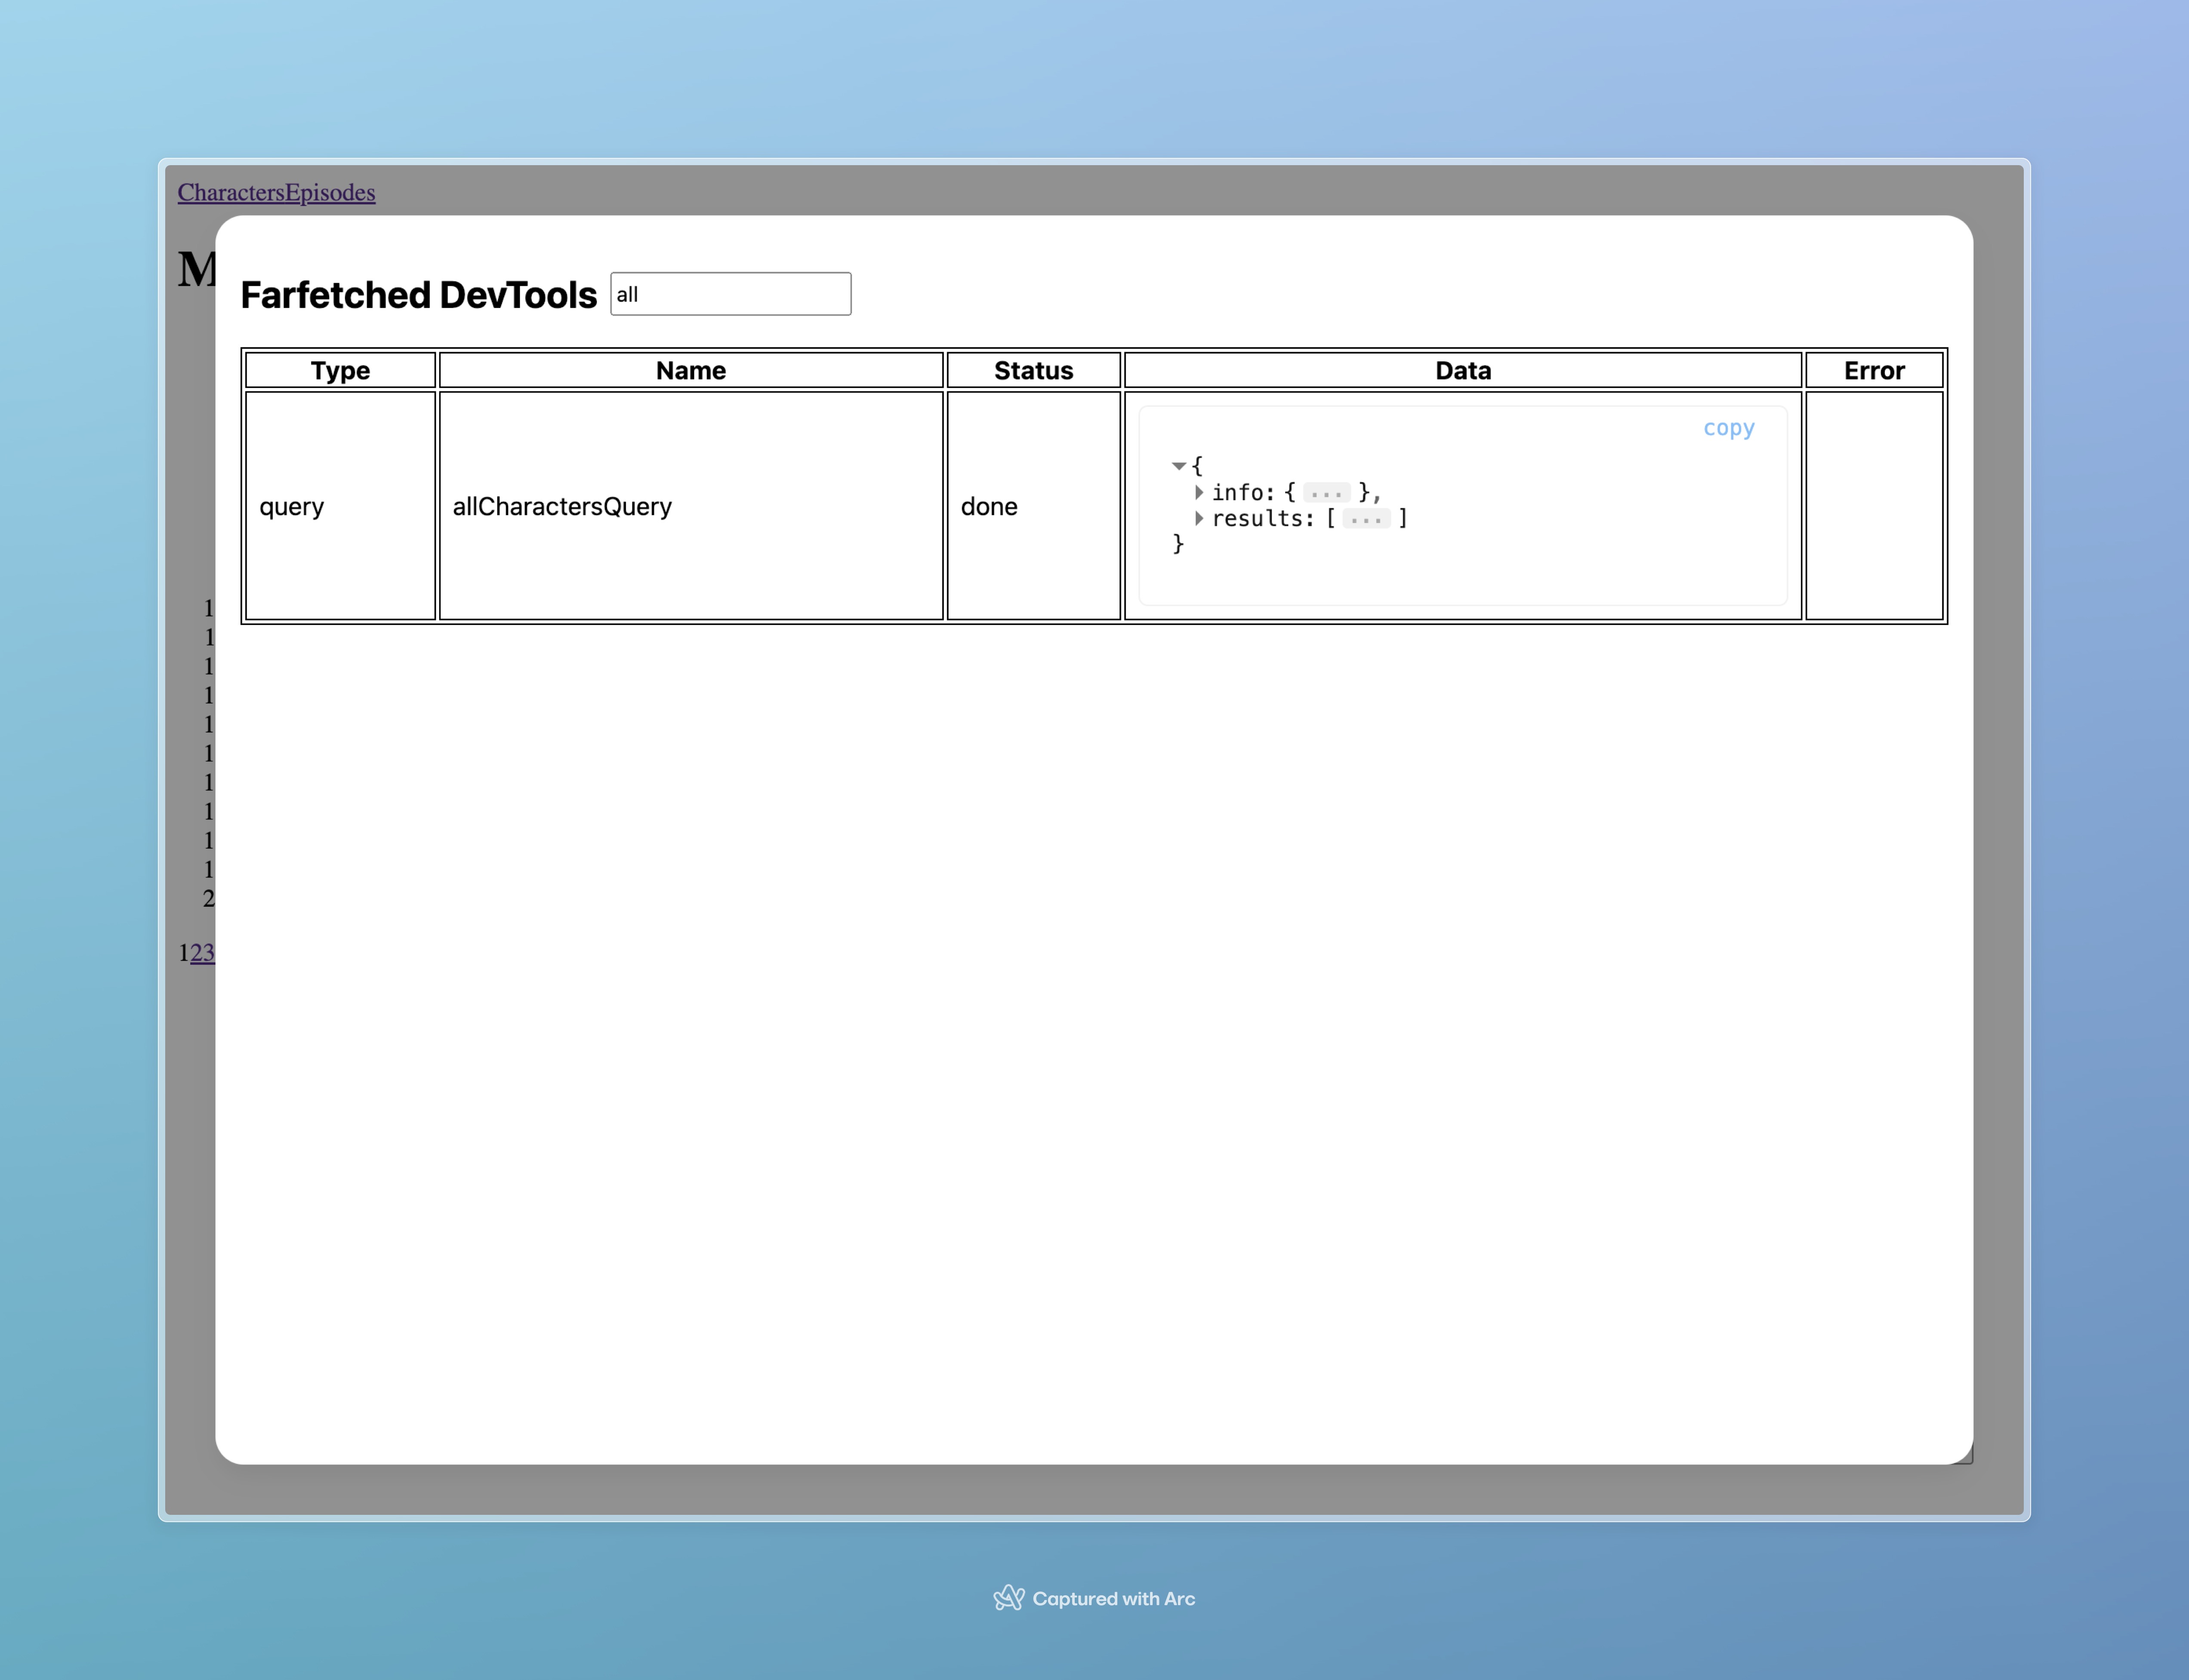 CharactersEpisodes
M
Farfetched DevTools all
Type Name Status Data Error
copy
{
info: { ... },
query allCharactersQuery done
results: [ ... ]
}
1
1
1
1
1
1
1
1
1
1
2
123
Captured with Arc